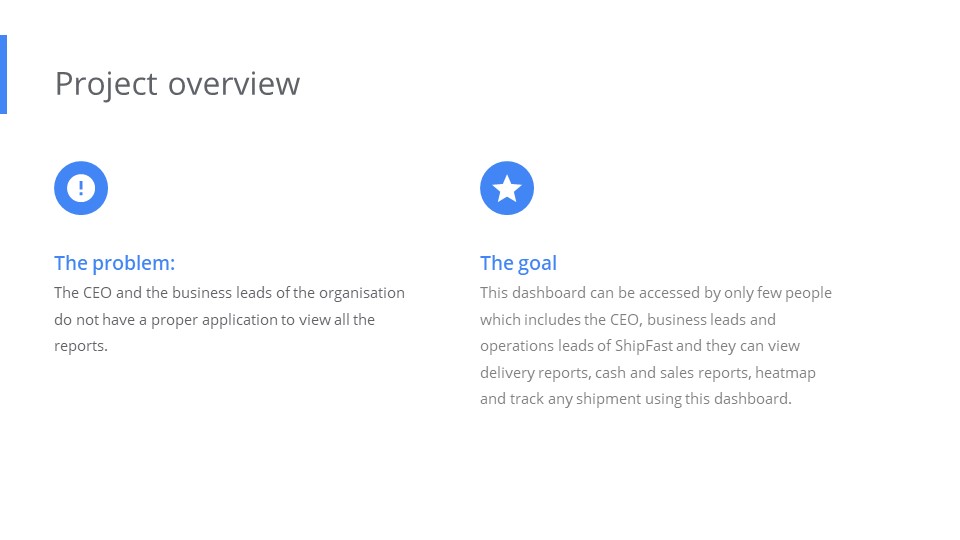 Project overview
The problem:
The CEO and the business leads of the organisation
do not have a proper application to view all the
reports.
The goal
This dashboard can be accessed by only few people
which includes the CEO, business leads and
operations leads of ShipFast and they can view
delivery reports, cash and sales reports, heatmap
and track any shipment using this dashboard.